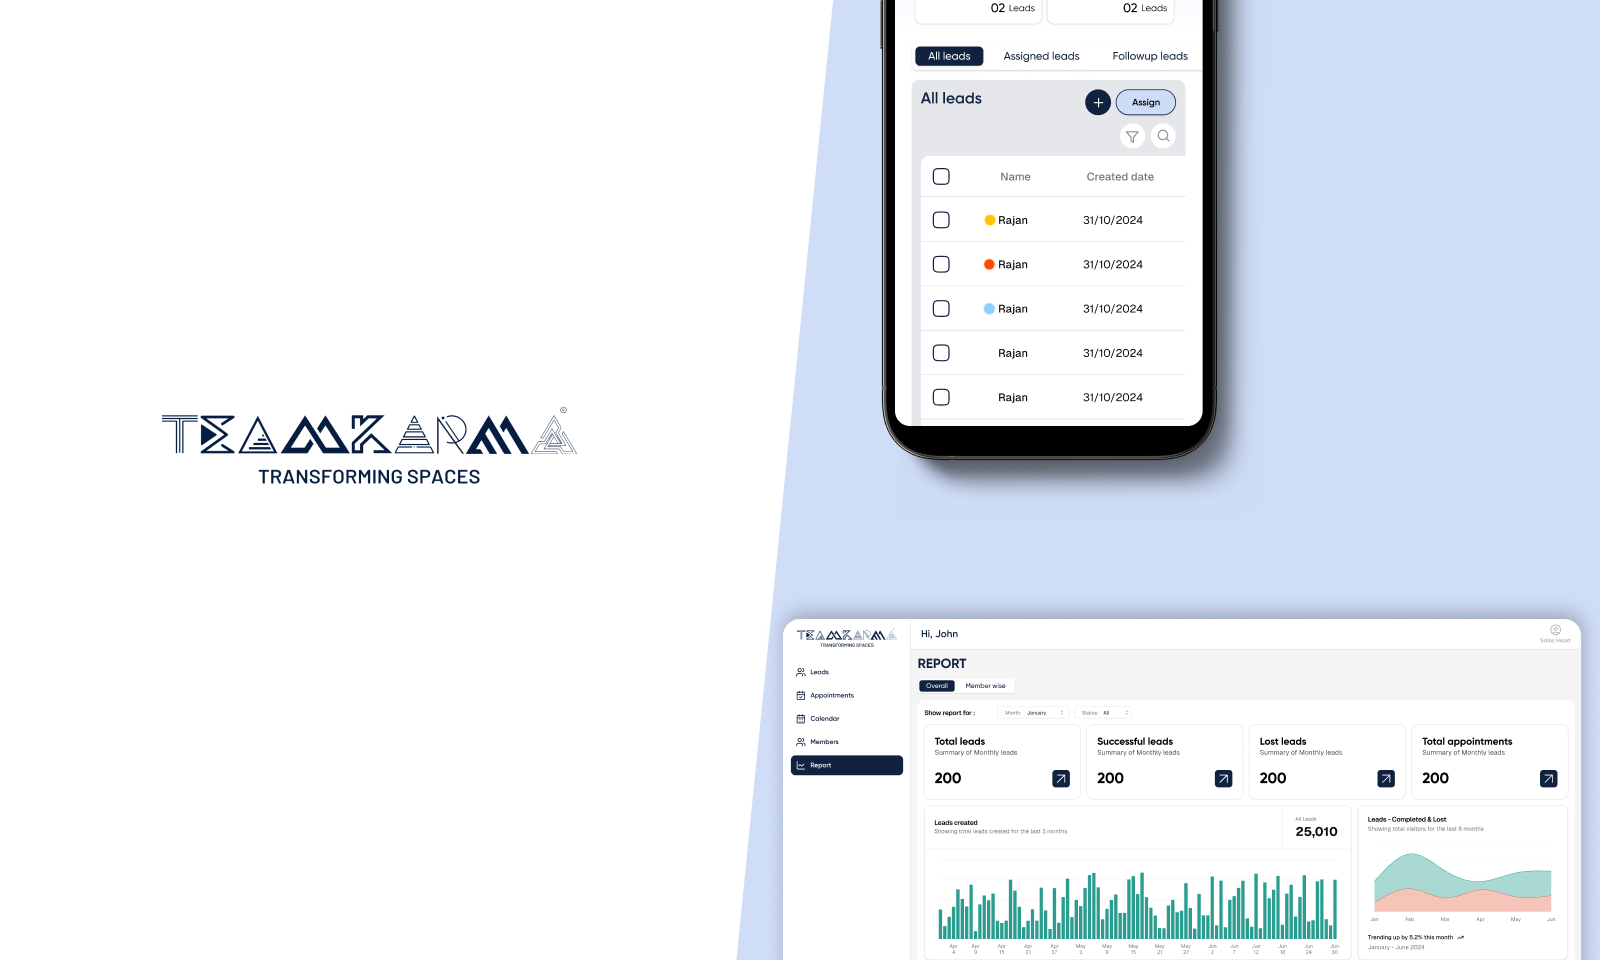 TEAMKARMA
TRANSFORMING SPACES
02 Leads
02 Leads
All leads
Assigned leads
Followup leads
All leads
Assign
Name
Created date
Rajan
31/10/2024
Rajan
31/10/2024
Rajan
31/10/2024
Rajan
31/10/2024
Rajan
31/10/2024
TEAMKARMA
TRANSFORMING SPACES
Hi, John
Sales Head
Leads
Appointments
Calendar
Members
Report
REPORT
Overall
Member wise
Show report for :
Month January
Status All
Total leads
Summary of Monthly leads
200
Successful leads
Summary of Monthly leads
200
Lost leads
Summary of Monthly leads
200
Total appointments
Summary of Monthly leads
200
Leads created
Showing total leads created for the last 3 months
All Leads
25,010
Apr 4
Apr 9
Apr 15
Apr 21
Apr 27
May 3
May 9
May 15
May 21
May 27
Jun 2
Jun 7
Jun 12
Jun 18
Jun 24
Jun 30
Leads - Completed & Lost
Showing total visitors for the last 6 months
Jan
Feb
Mar
Apr
May
Jun
Trending up by 5.2% this month
January - June 2024